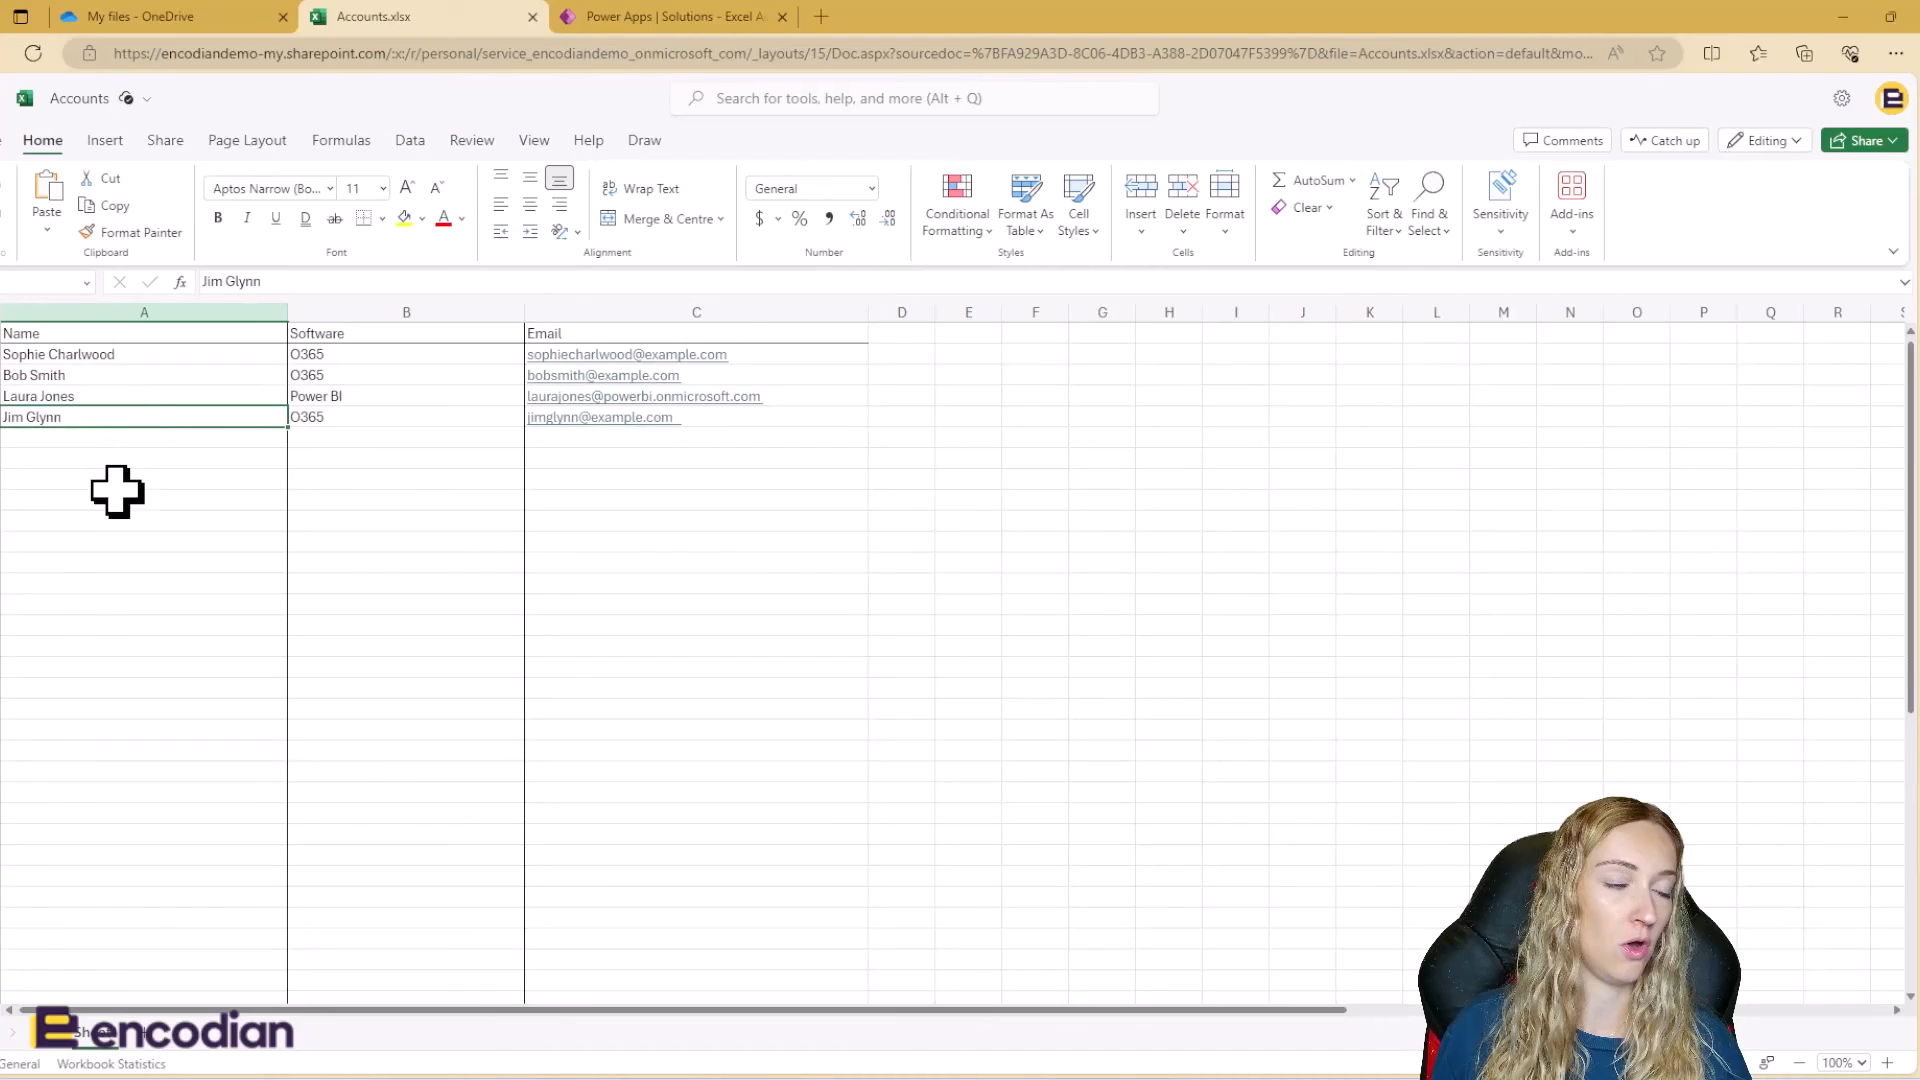 My files - OneDrive
Accounts.xlsx
Power Apps | Solutions - Excel A
https://encodiandemo-my.sharepoint.com/:x:/r/personal/service_encodiandemo_onmicrosoft_com/_layouts/15/Doc.aspx?sourcedoc=%7BFA929A3D-8C06-4DB3-A388-2D07047F5399%7D&file=Accounts.xlsx&action=default&mo...
Accounts
Search for tools, help, and more (Alt + Q)
Home Insert Share Page Layout Formulas Data Review View Help Draw
Comments Catch up Editing Share
Paste Cut Copy Format Painter
Clipboard
Aptos Narrow (Bo... 11
B I U D ab
Font
Wrap Text
Merge & Centre
Alignment
General
$ % 9
Number
Conditional Formatting
Format As Table
Cell Styles
Styles
Insert Delete Format
Cells
AutoSum
Clear
Sort & Filter
Find & Select
Editing
Sensitivity
Sensitivity
Add-ins
Add-ins
fx Jim Glynn
A B C D E F G H I J K L M N O P Q R
Name Software Email
Sophie Charlwood O365 sophiecharlwood@example.com
Bob Smith O365 bobsmith@example.com
Laura Jones Power BI laurajones@powerbi.onmicrosoft.com
Jim Glynn O365 jimglynn@example.com
encodian
General Workbook Statistics
100%